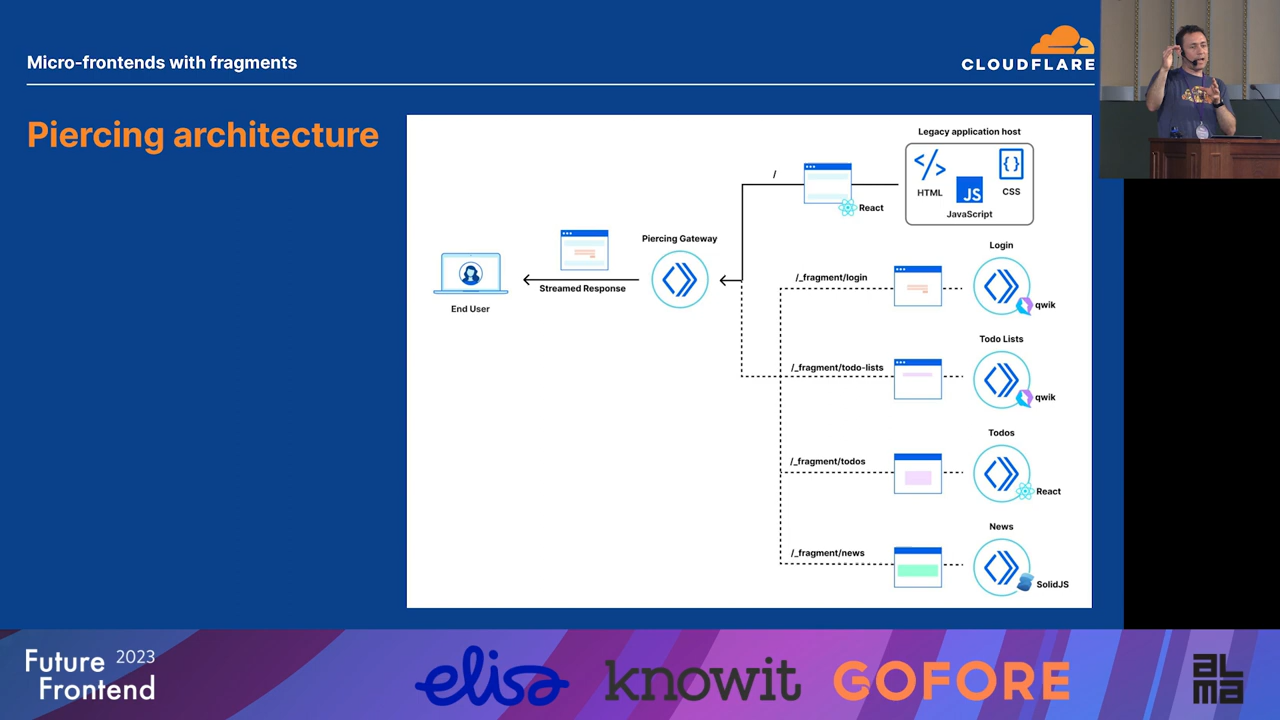 Micro-frontends with fragments
CLOUDFLARE
Piercing architecture
Legacy application host
/
HTML
JS
CSS
JavaScript
React
Piercing Gateway
Streamed Response
End User
Login
/_fragment/login
qwik
Todo Lists
/_fragment/todo-lists
qwik
Todos
/_fragment/todos
React
News
/_fragment/news
SolidJS
Future 2023
Frontend
elisa
knowit
GOFORE
ALMA